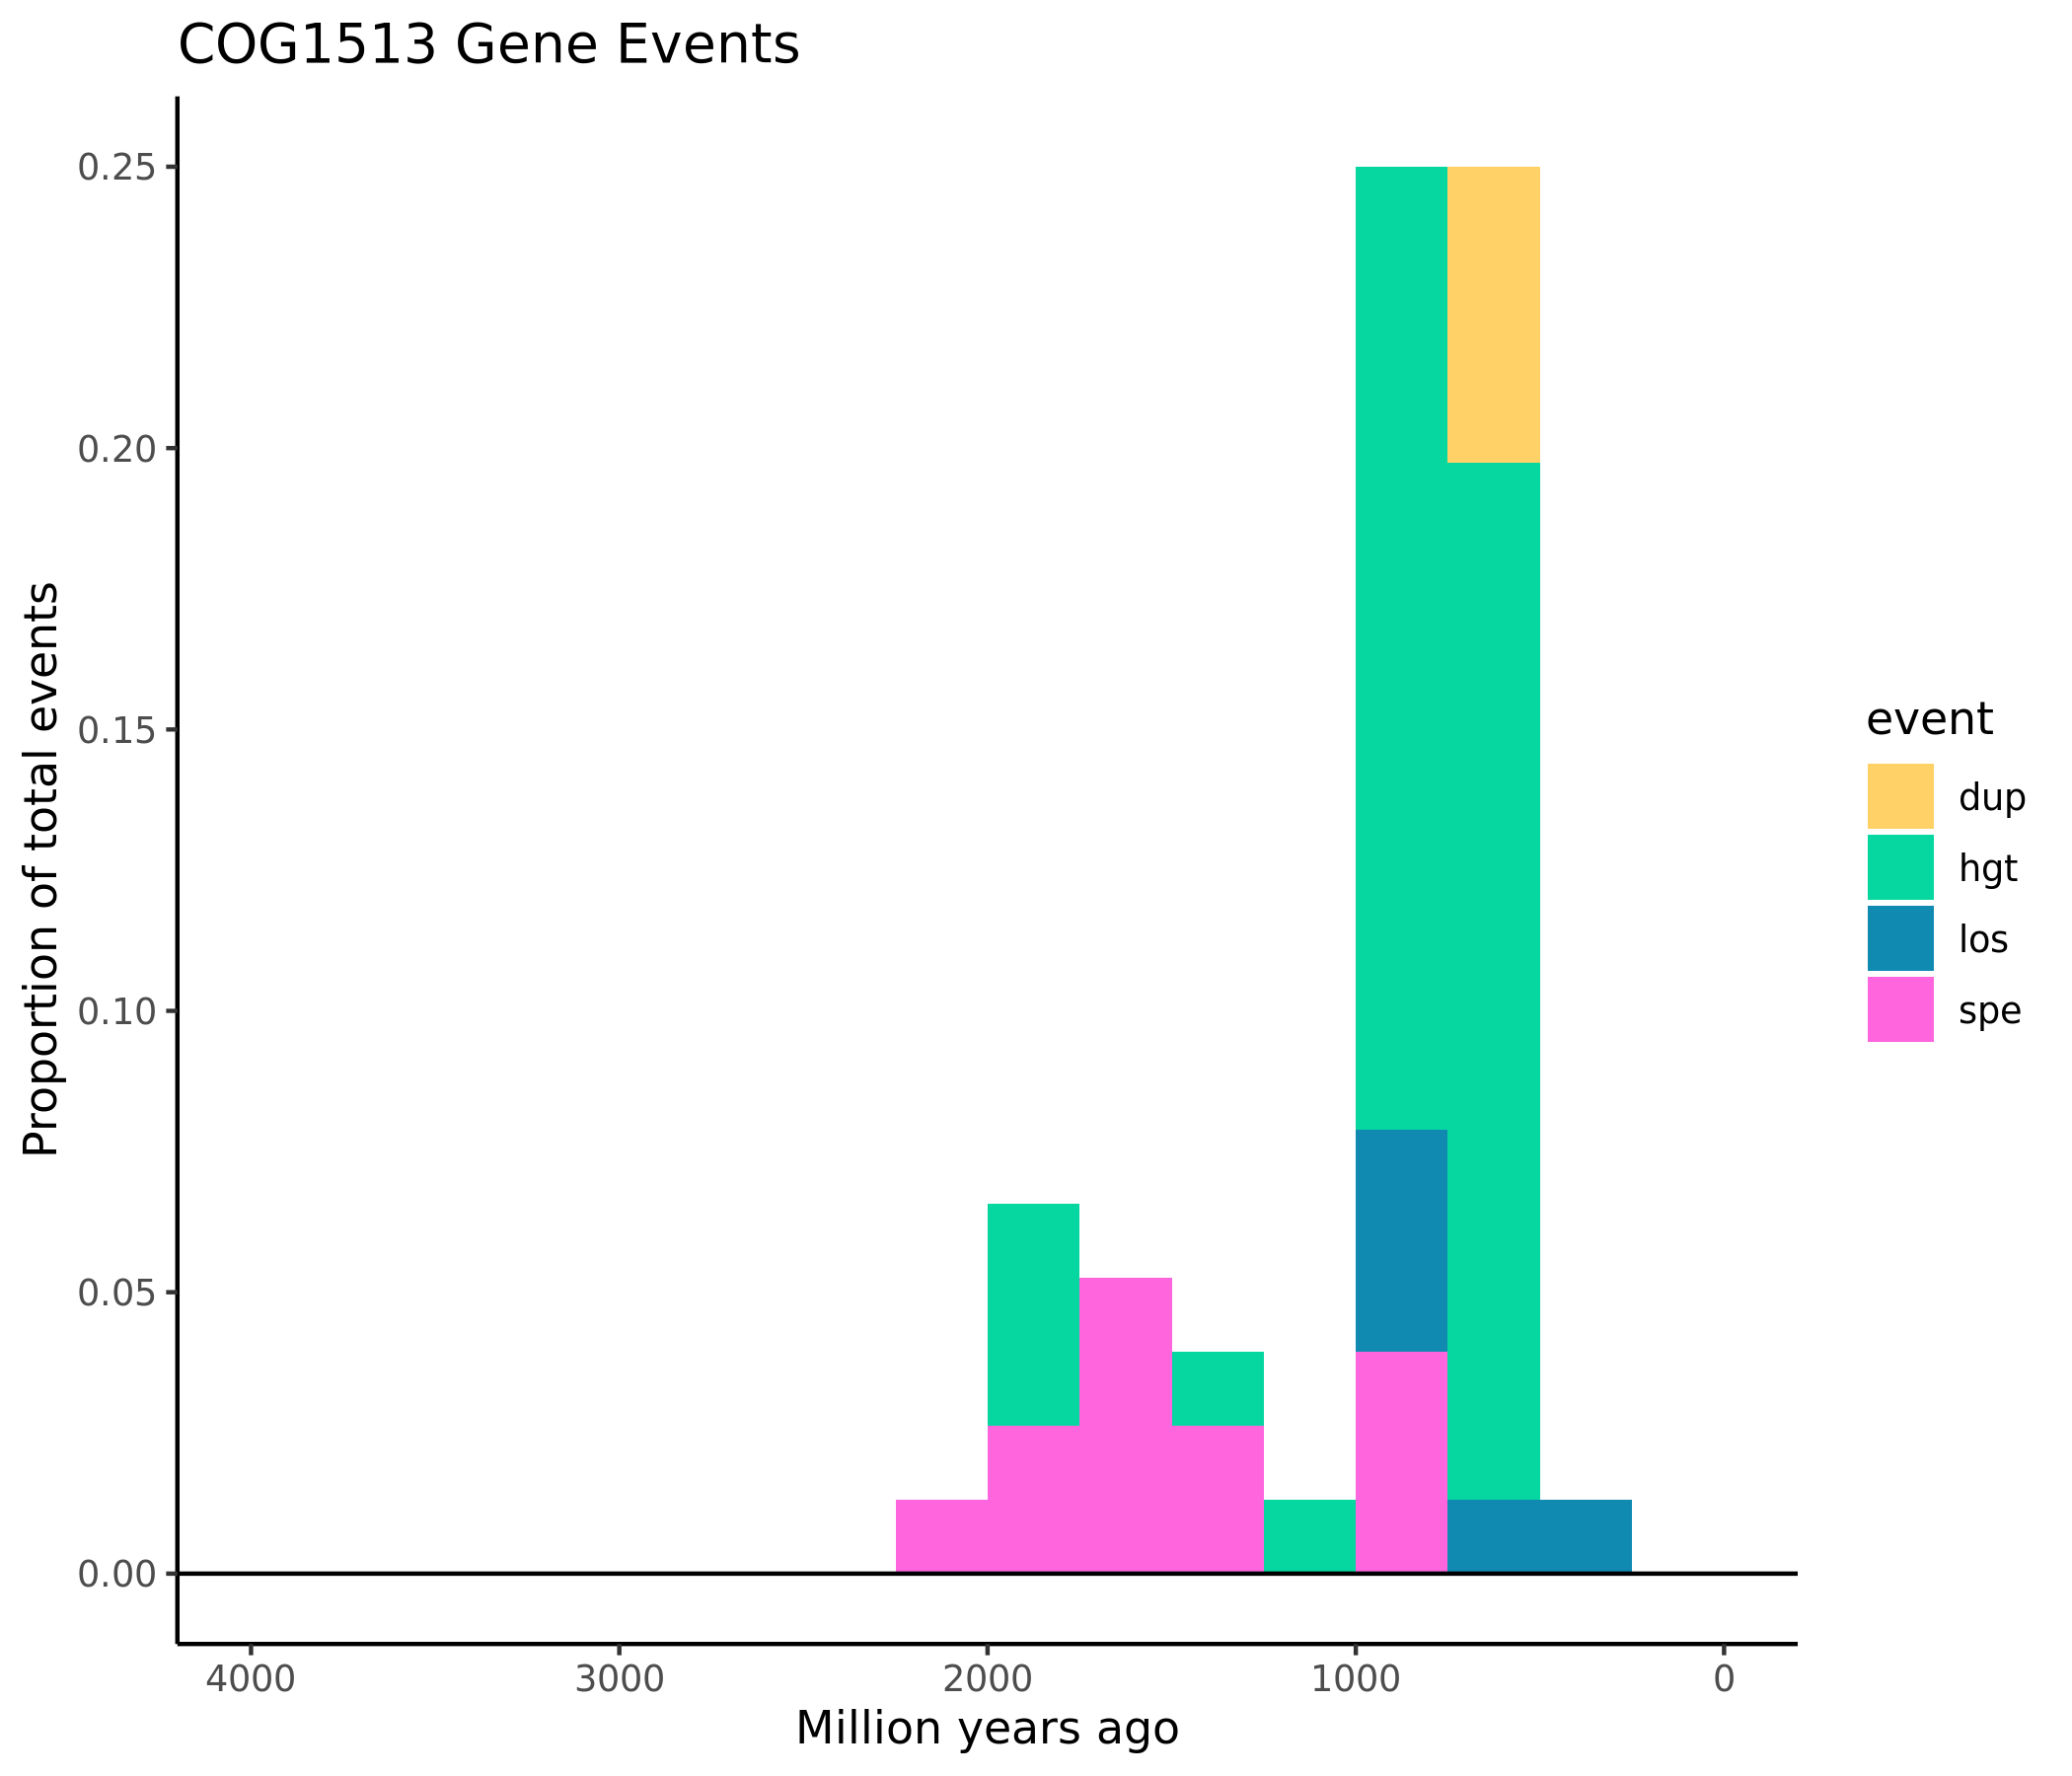 COG1513 Gene Events
Proportion of total events
0.25
0.20
0.15
0.10
0.05
0.00
4000 3000 2000 1000 0
Million years ago
event
dup
hgt
los
spe